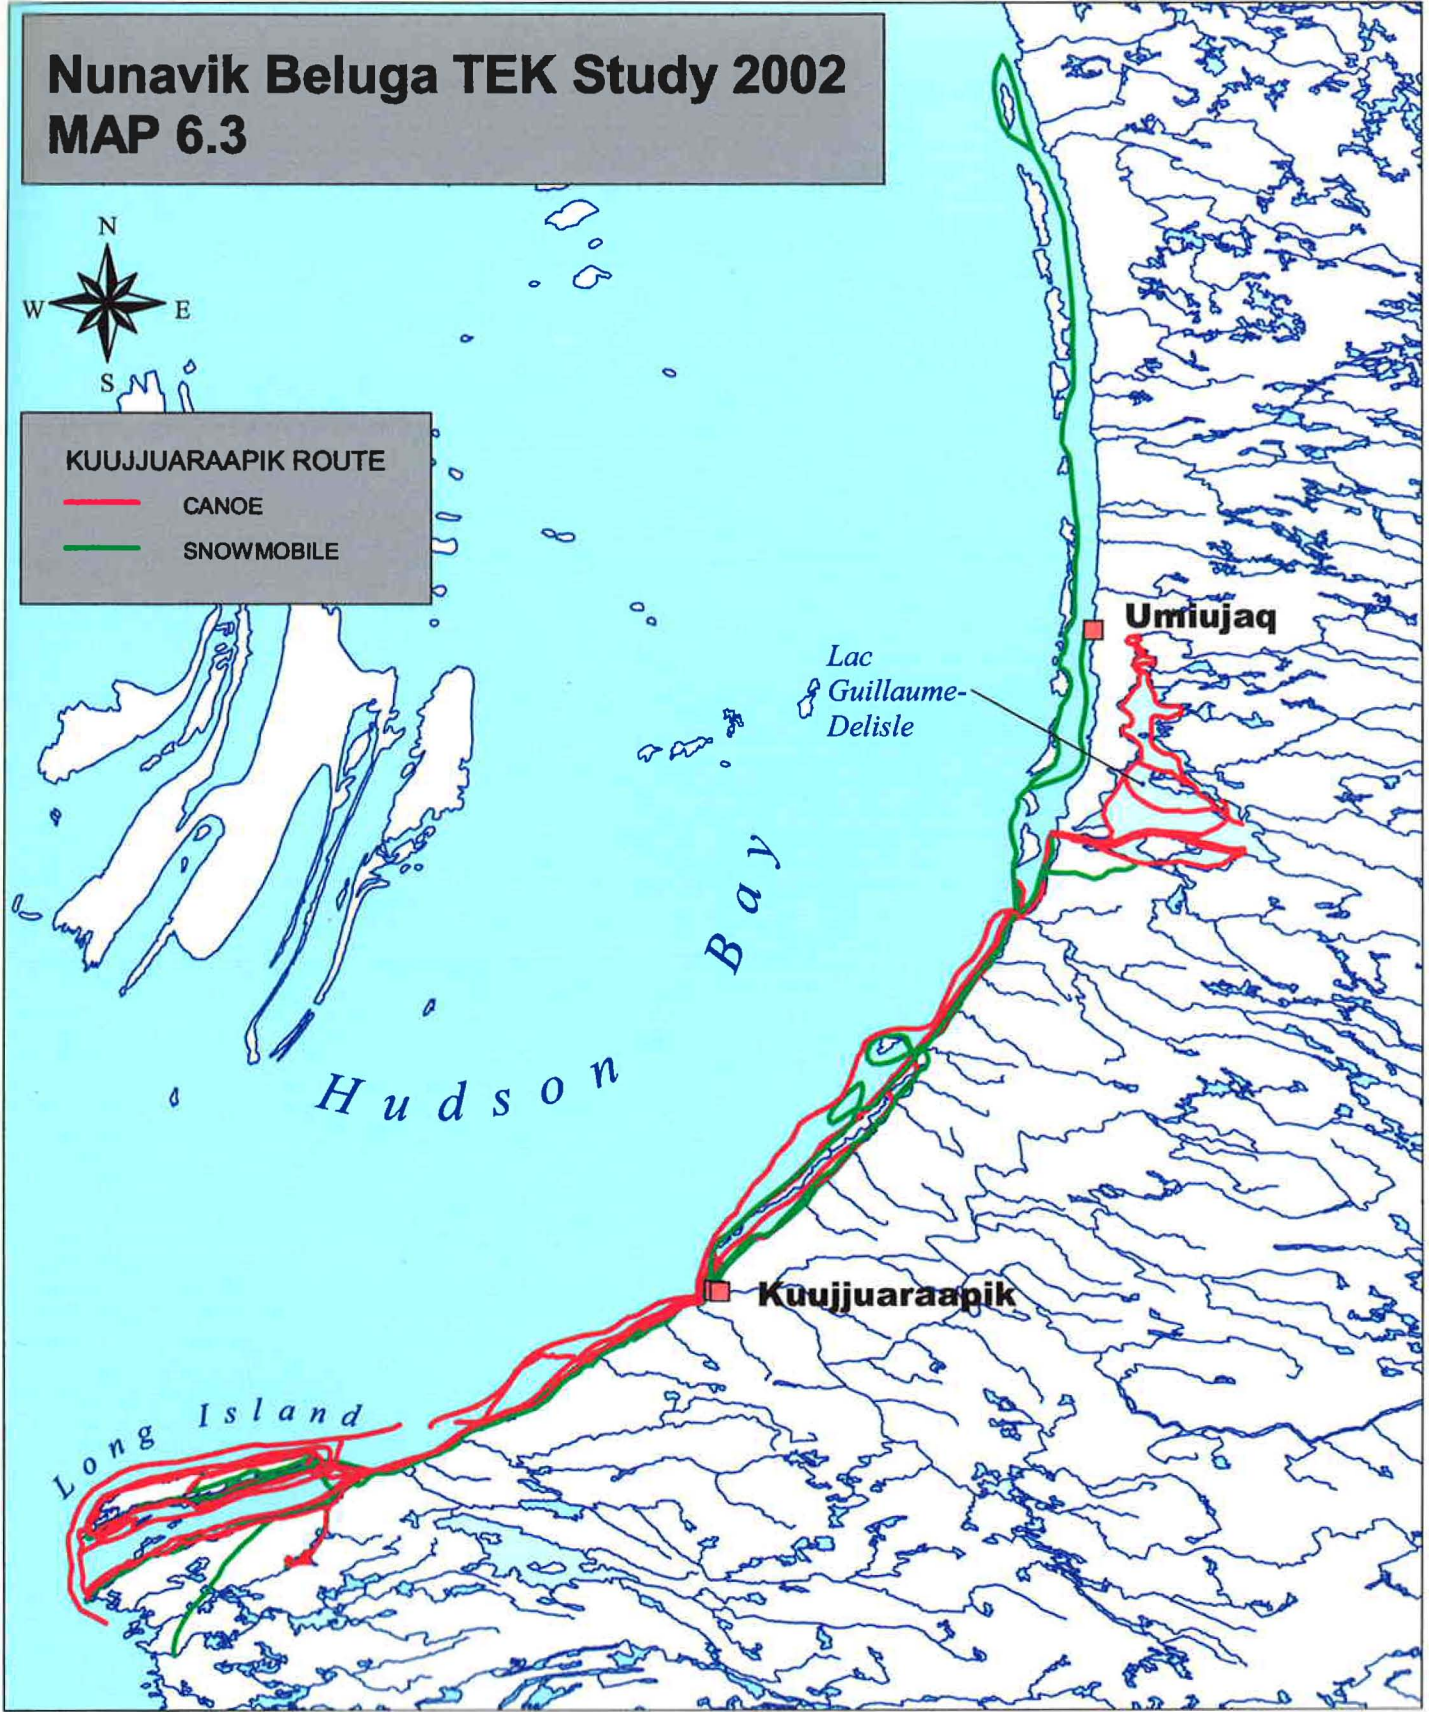 Nunavik Beluga TEK Study 2002
MAP 6.3
N
W
E
S
KUUJJUARAAPIK ROUTE
CANOE
SNOWMOBILE
Umiujaq
Lac
Guillaume-
Delisle
Hudson Bay
Kuujjuaraapik
Long Island